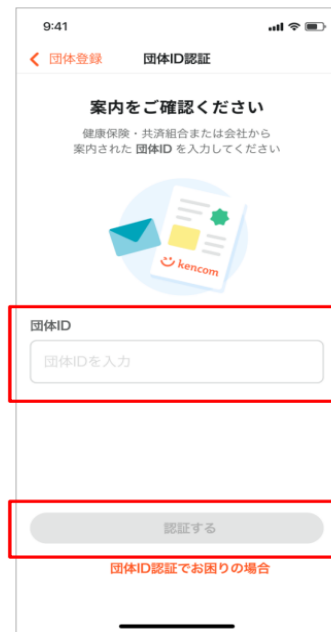 9:41
団体登録
団体ID認証
案内をご確認ください
健康保険・共済組合または会社から
案内された 団体ID を入力してください
kencom
団体ID
団体IDを入力
認証する
団体ID認証でお困りの場合